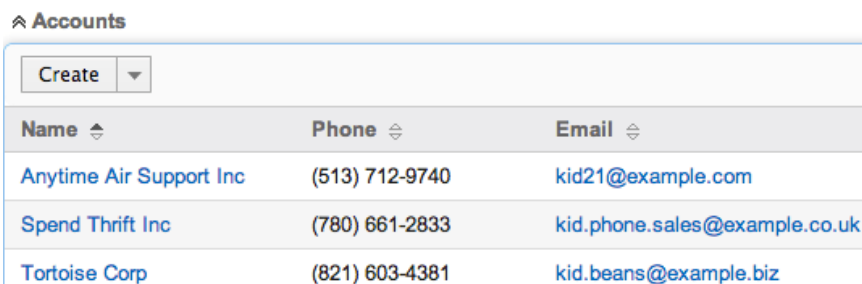 Accounts
Create
Name Phone Email
Anytime Air Support Inc (513) 712-9740 kid21@example.com
Spend Thrift Inc (780) 661-2833 kid.phone.sales@example.co.uk
Tortoise Corp (821) 603-4381 kid.beans@example.biz